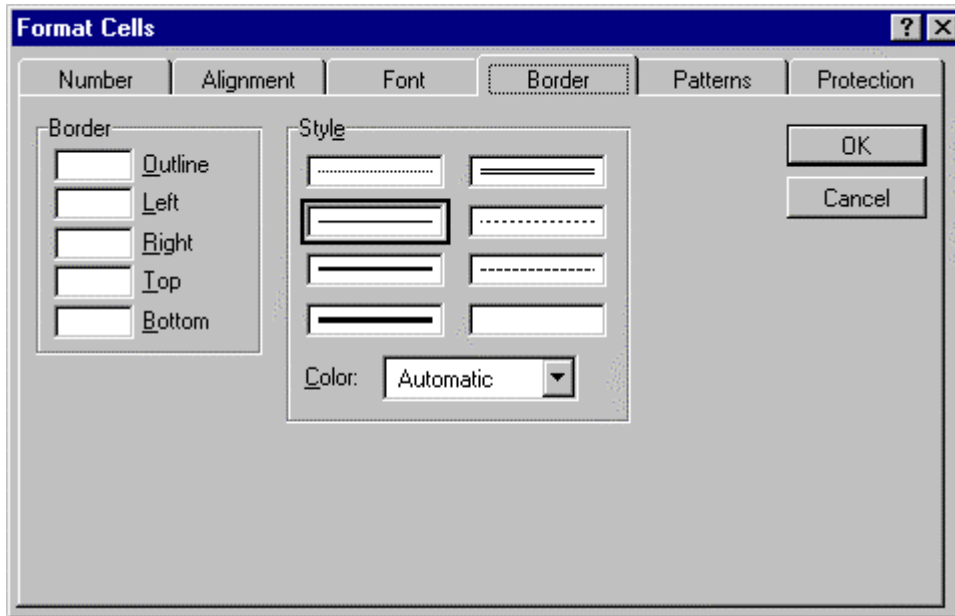 Format Cells
Number Alignment Font Border Patterns Protection
Border
Outline
Left
Right
Top
Bottom
Style
Color: Automatic
OK
Cancel